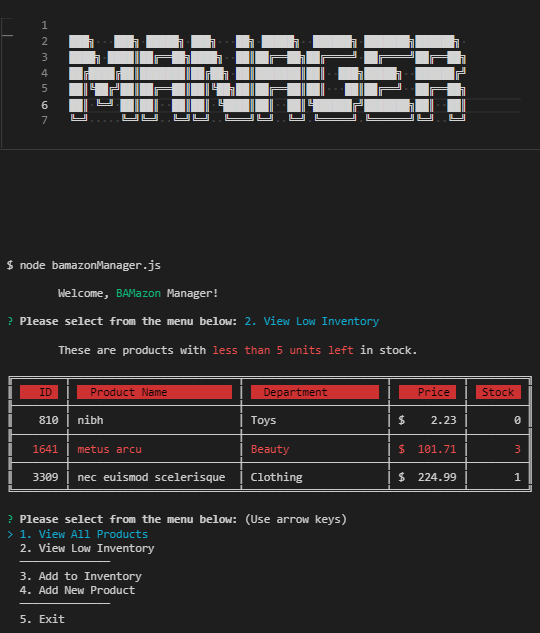 1
2
3
4
5
6
7
MANAGER
$ node bamazonManager.js
Welcome, BAMazon Manager!
? Please select from the menu below: 2. View Low Inventory
These are products with less than 5 units left in stock.
ID Product Name Department Price Stock
810 nibh Toys $ 2.23 0
1641 metus arcu Beauty $ 101.71 3
3309 nec euismod scelerisque Clothing $ 224.99 1
? Please select from the menu below: (Use arrow keys)
> 1. View All Products
2. View Low Inventory
3. Add to Inventory
4. Add New Product
5. Exit